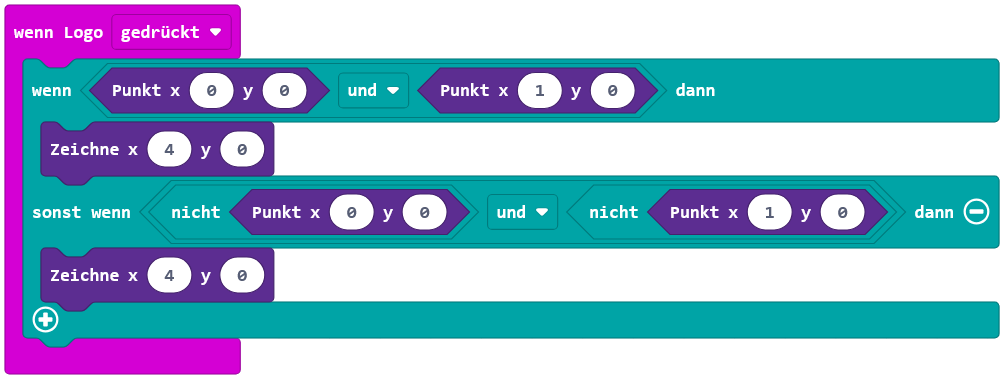 wenn Logo gedrückt
wenn Punkt x 0 y 0 und Punkt x 1 y 0 dann
Zeichne x 4 y 0
sonst wenn nicht Punkt x 0 y 0 und nicht Punkt x 1 y 0 dann
Zeichne x 4 y 0